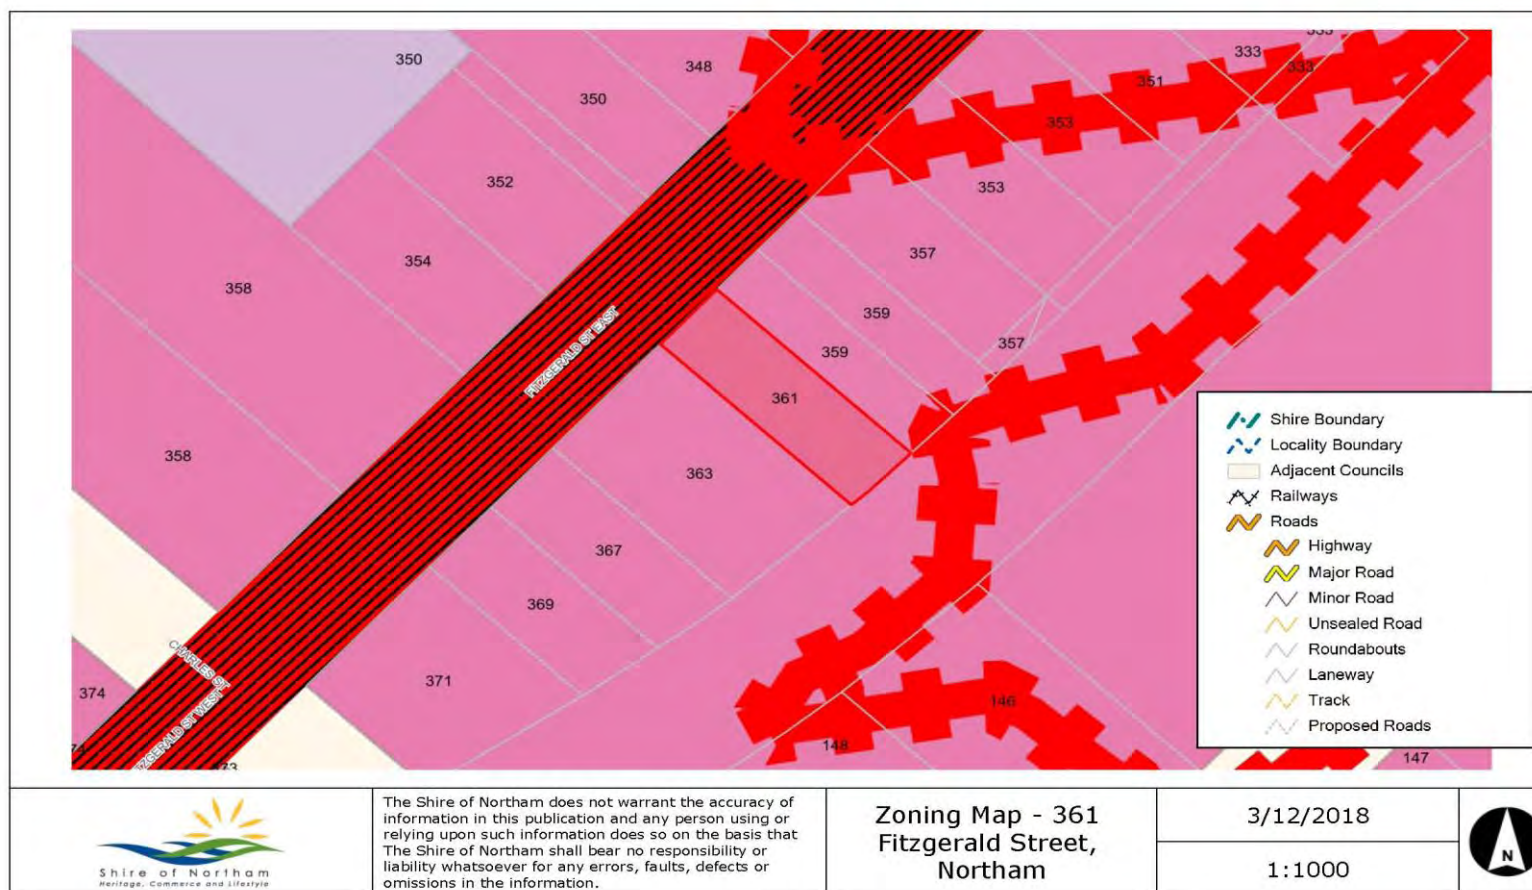 333
350
348
333
333
351
350
353
352
353
357
354
358
359
357
359
FITZGERALD ST EAST
361
358
363
367
369
CHARLES ST
371
374
FITZGERALD ST WEST ST
146
148
147
Shire Boundary
Locality Boundary
Adjacent Councils
Railways
Roads
Highway
Major Road
Minor Road
Unsealed Road
Roundabouts
Laneway
Track
Proposed Roads
Shire of Northam
Heritage, Commerce and Lifestyle
The Shire of Northam does not warrant the accuracy of
information in this publication and any person using or
relying upon such information does so on the basis that
The Shire of Northam shall bear no responsibility or
liability whatsoever for any errors, faults, defects or
omissions in the information.
Zoning Map - 361
Fitzgerald Street,
Northam
3/12/2018
1:1000
N